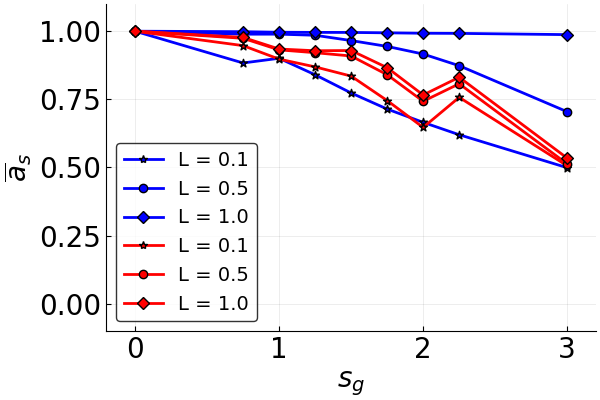 1.00
0.75
0.50
0.25
0.00
a̅ₛ
L = 0.1
L = 0.5
L = 1.0
L = 0.1
L = 0.5
L = 1.0
0 1 2 3
s_g